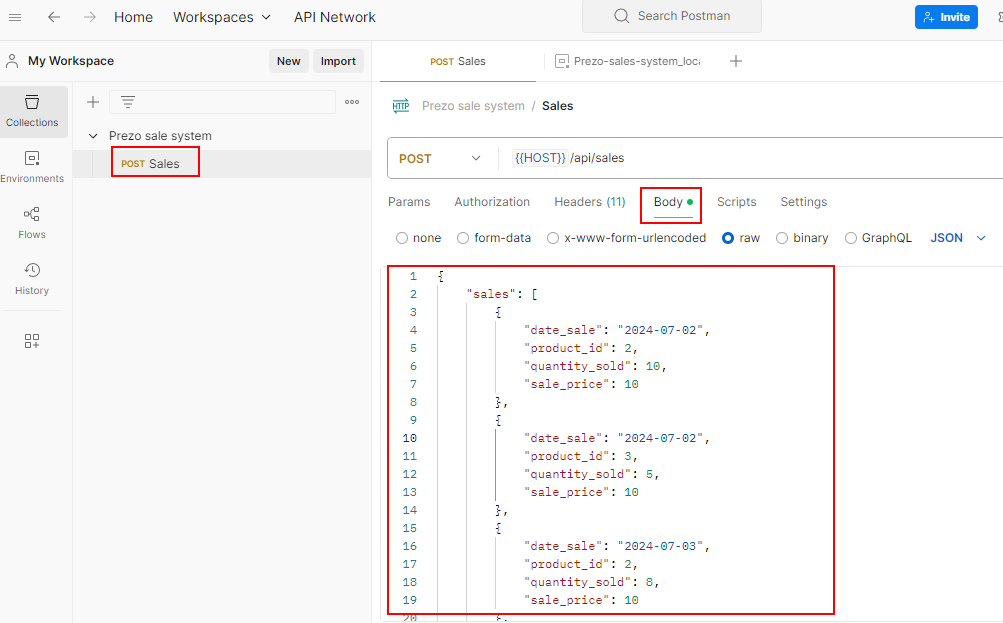 Home Workspaces API Network Search Postman Invite
My Workspace New Import POST Sales Prezo-sales-system_loca
Collections
Environments
Flows
History
Prezo sale system
POST Sales
HTTP Prezo sale system / Sales
POST {{HOST}} /api/sales
Params Authorization Headers (11) Body Scripts Settings
none form-data x-www-form-urlencoded raw binary GraphQL JSON
1 {
2 "sales": [
3 {
4 "date_sale": "2024-07-02",
5 "product_id": 2,
6 "quantity_sold": 10,
7 "sale_price": 10
8 },
9 {
10 "date_sale": "2024-07-02",
11 "product_id": 3,
12 "quantity_sold": 5,
13 "sale_price": 10
14 },
15 {
16 "date_sale": "2024-07-03",
17 "product_id": 2,
18 "quantity_sold": 8,
19 "sale_price": 10
20 },